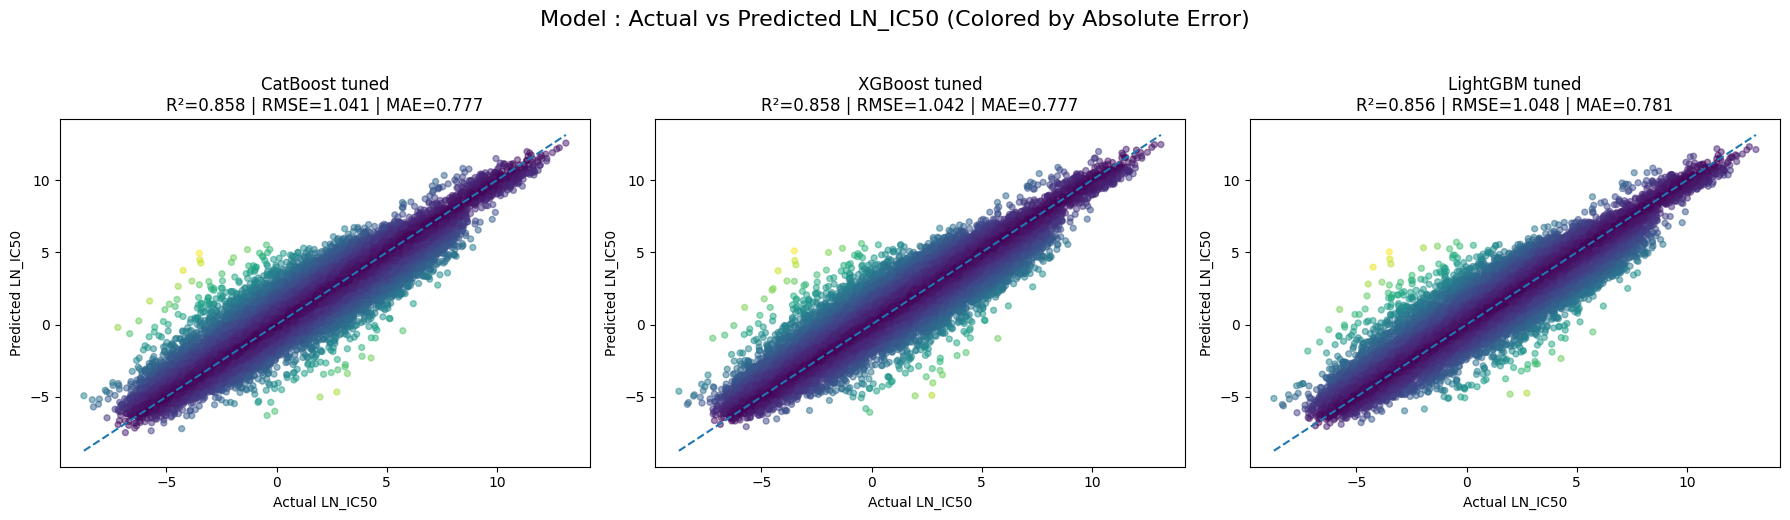 Model : Actual vs Predicted LN_IC50 (Colored by Absolute Error)
CatBoost tuned
R²=0.858 | RMSE=1.041 | MAE=0.777
10
5
0
−5
Predicted LN_IC50
−5
0
5
10
Actual LN_IC50
XGBoost tuned
R²=0.858 | RMSE=1.042 | MAE=0.777
10
5
0
−5
Predicted LN_IC50
−5
0
5
10
Actual LN_IC50
LightGBM tuned
R²=0.856 | RMSE=1.048 | MAE=0.781
10
5
0
−5
Predicted LN_IC50
−5
0
5
10
Actual LN_IC50